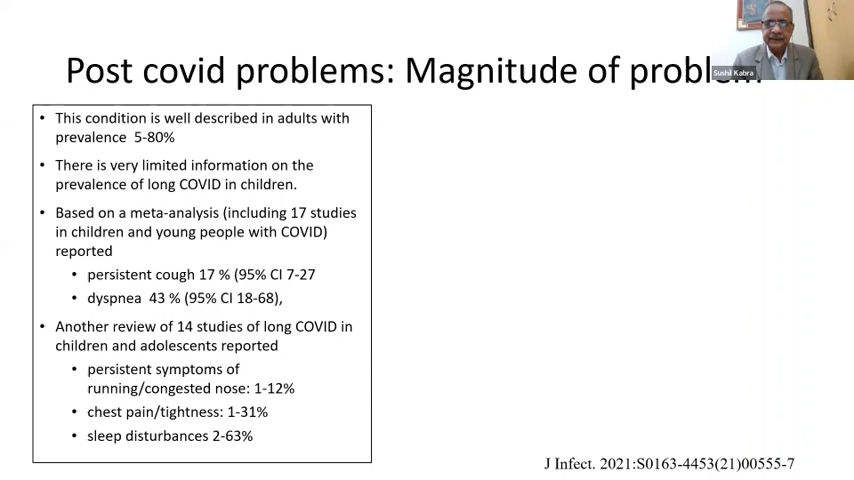 Post covid problems: Magnitude of problem
Sushil Kabra
• This condition is well described in adults with
prevalence 5-80%
• There is very limited information on the
prevalence of long COVID in children.
• Based on a meta-analysis (including 17 studies
in children and young people with COVID)
reported
• persistent cough 17 % (95% CI 7-27
• dyspnea 43 % (95% CI 18-68),
• Another review of 14 studies of long COVID in
children and adolescents reported
• persistent symptoms of
running/congested nose: 1-12%
• chest pain/tightness: 1-31%
• sleep disturbances 2-63%
J Infect. 2021:S0163-4453(21)00555-7